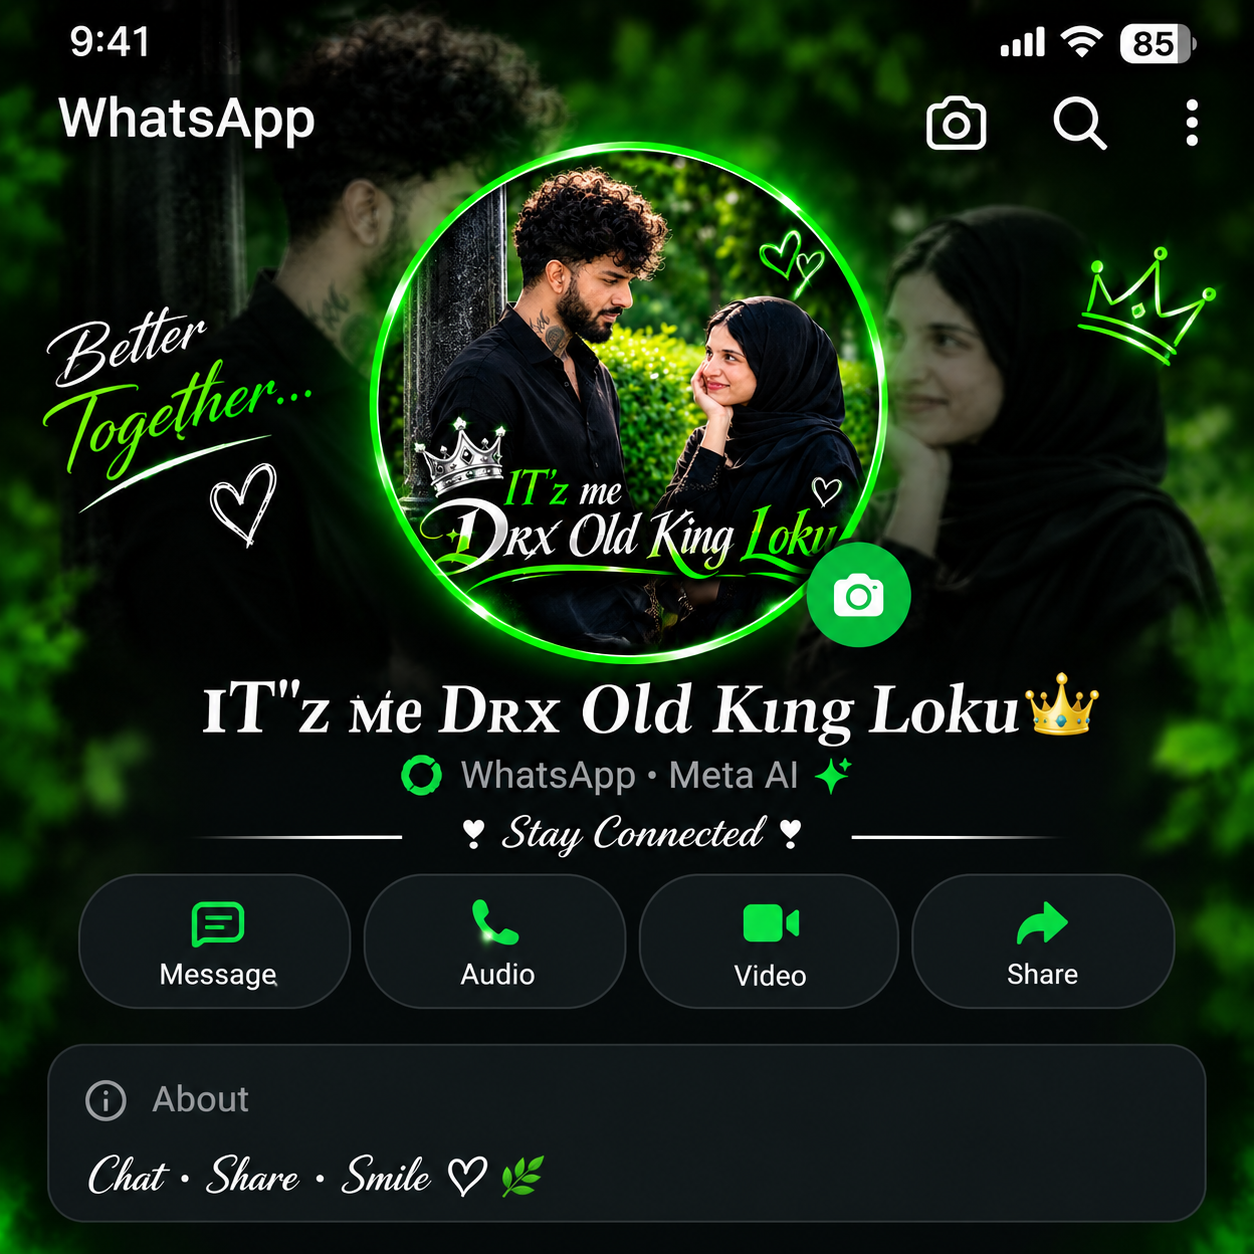 9:41
85
WhatsApp
Better
Together...
IT'z me
Drx Old King Loku
IT"z Me Drx Old King Loku👑
WhatsApp • Meta AI
Stay Connected
Message
Audio
Video
Share
About
Chat • Share • Smile ♡🌿